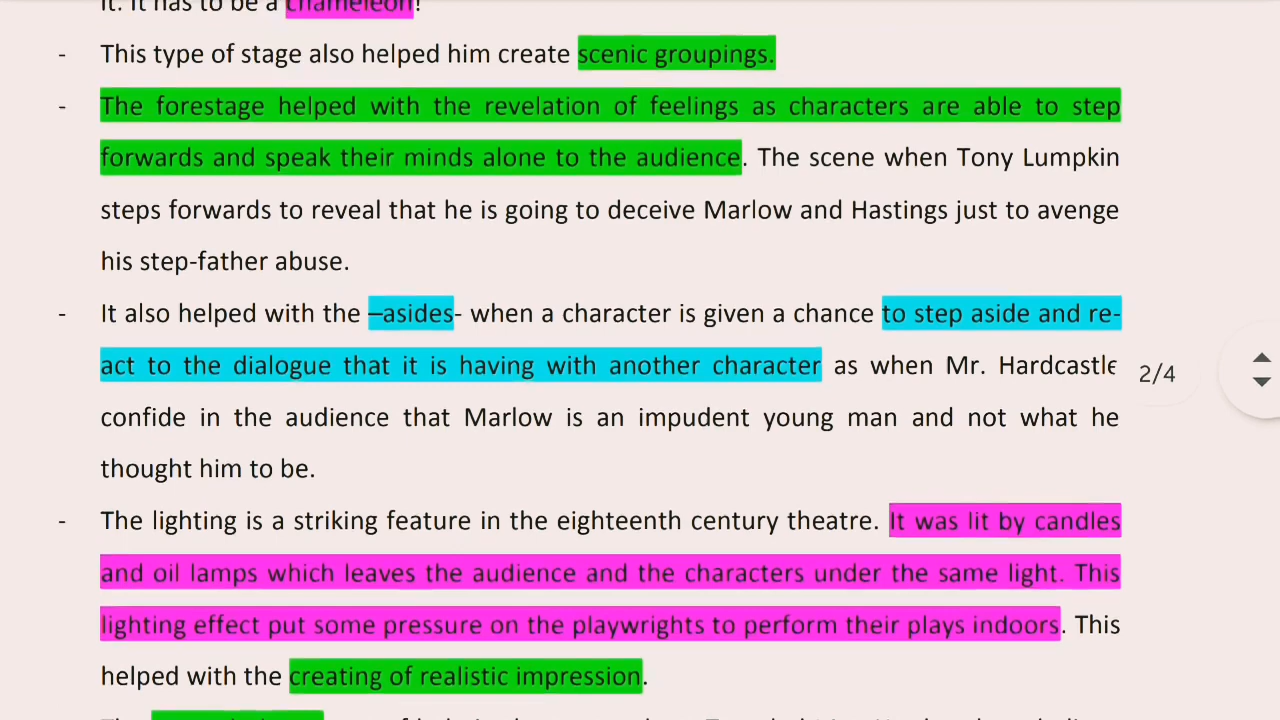 it. It has to be a chameleon!
- This type of stage also helped him create scenic groupings.
- The forestage helped with the revelation of feelings as characters are able to step
forwards and speak their minds alone to the audience. The scene when Tony Lumpkin
steps forwards to reveal that he is going to deceive Marlow and Hastings just to avenge
his step-father abuse.
- It also helped with the –asides- when a character is given a chance to step aside and re-
act to the dialogue that it is having with another character as when Mr. Hardcastle
confide in the audience that Marlow is an impudent young man and not what he
thought him to be.
- The lighting is a striking feature in the eighteenth century theatre. It was lit by candles
and oil lamps which leaves the audience and the characters under the same light. This
lighting effect put some pressure on the playwrights to perform their plays indoors. This
helped with the creating of realistic impression.
2/4